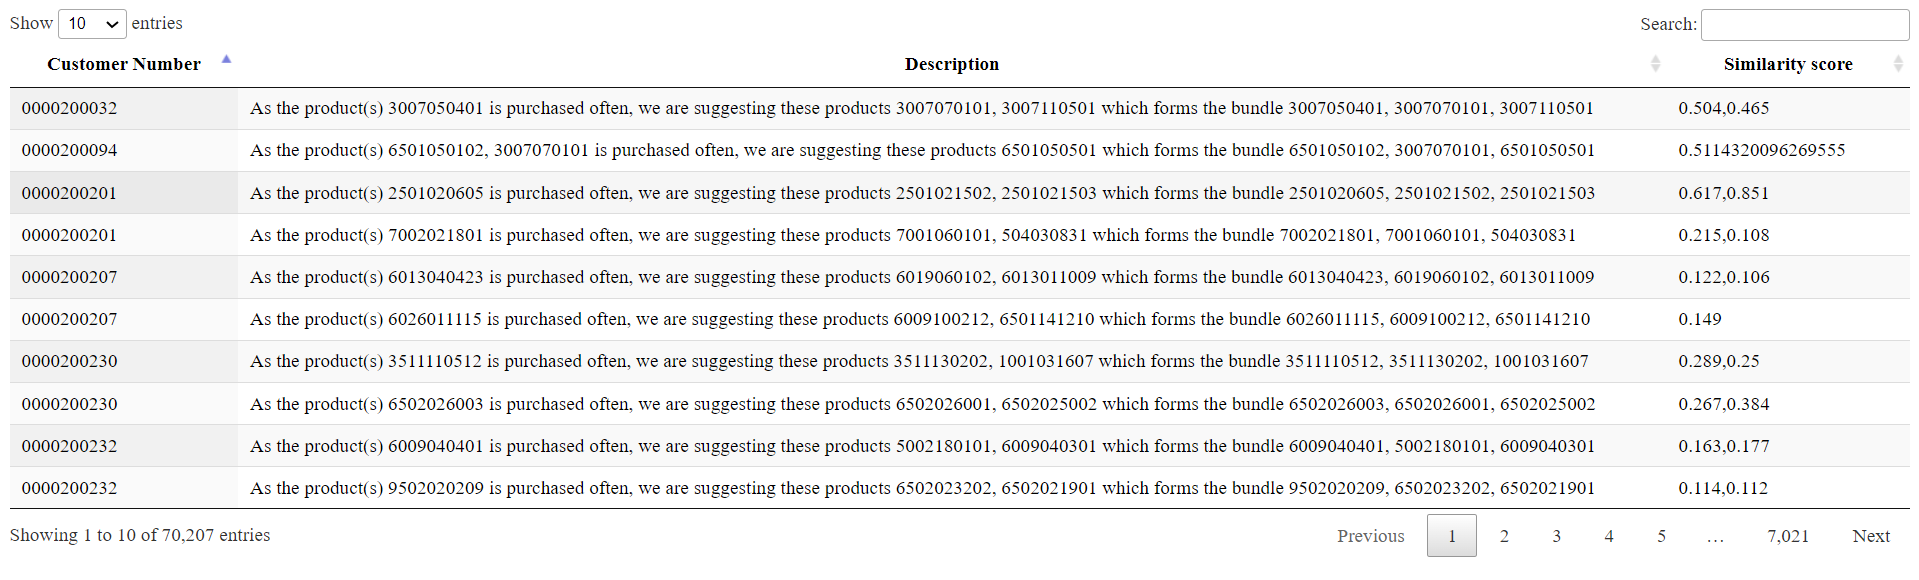 Show 10 entries Search:
Customer Number Description Similarity score
0000200032 As the product(s) 3007050401 is purchased often, we are suggesting these products 3007070101, 3007110501 which forms the bundle 3007050401, 3007070101, 3007110501 0.504,0.465
0000200094 As the product(s) 6501050102, 3007070101 is purchased often, we are suggesting these products 6501050501 which forms the bundle 6501050102, 3007070101, 6501050501 0.5114320096269555
0000200201 As the product(s) 2501020605 is purchased often, we are suggesting these products 2501021502, 2501021503 which forms the bundle 2501020605, 2501021502, 2501021503 0.617,0.851
0000200201 As the product(s) 7002021801 is purchased often, we are suggesting these products 7001060101, 504030831 which forms the bundle 7002021801, 7001060101, 504030831 0.215,0.108
0000200207 As the product(s) 6013040423 is purchased often, we are suggesting these products 6019060102, 6013011009 which forms the bundle 6013040423, 6019060102, 6013011009 0.122,0.106
0000200207 As the product(s) 6026011115 is purchased often, we are suggesting these products 6009100212, 6501141210 which forms the bundle 6026011115, 6009100212, 6501141210 0.149
0000200230 As the product(s) 3511110512 is purchased often, we are suggesting these products 3511130202, 1001031607 which forms the bundle 3511110512, 3511130202, 1001031607 0.289,0.25
0000200230 As the product(s) 6502026003 is purchased often, we are suggesting these products 6502026001, 6502025002 which forms the bundle 6502026003, 6502026001, 6502025002 0.267,0.384
0000200232 As the product(s) 6009040401 is purchased often, we are suggesting these products 5002180101, 6009040301 which forms the bundle 6009040401, 5002180101, 6009040301 0.163,0.177
0000200232 As the product(s) 9502020209 is purchased often, we are suggesting these products 6502023202, 6502021901 which forms the bundle 9502020209, 6502023202, 6502021901 0.114,0.112
Showing 1 to 10 of 70,207 entries Previous 1 2 3 4 5 … 7,021 Next